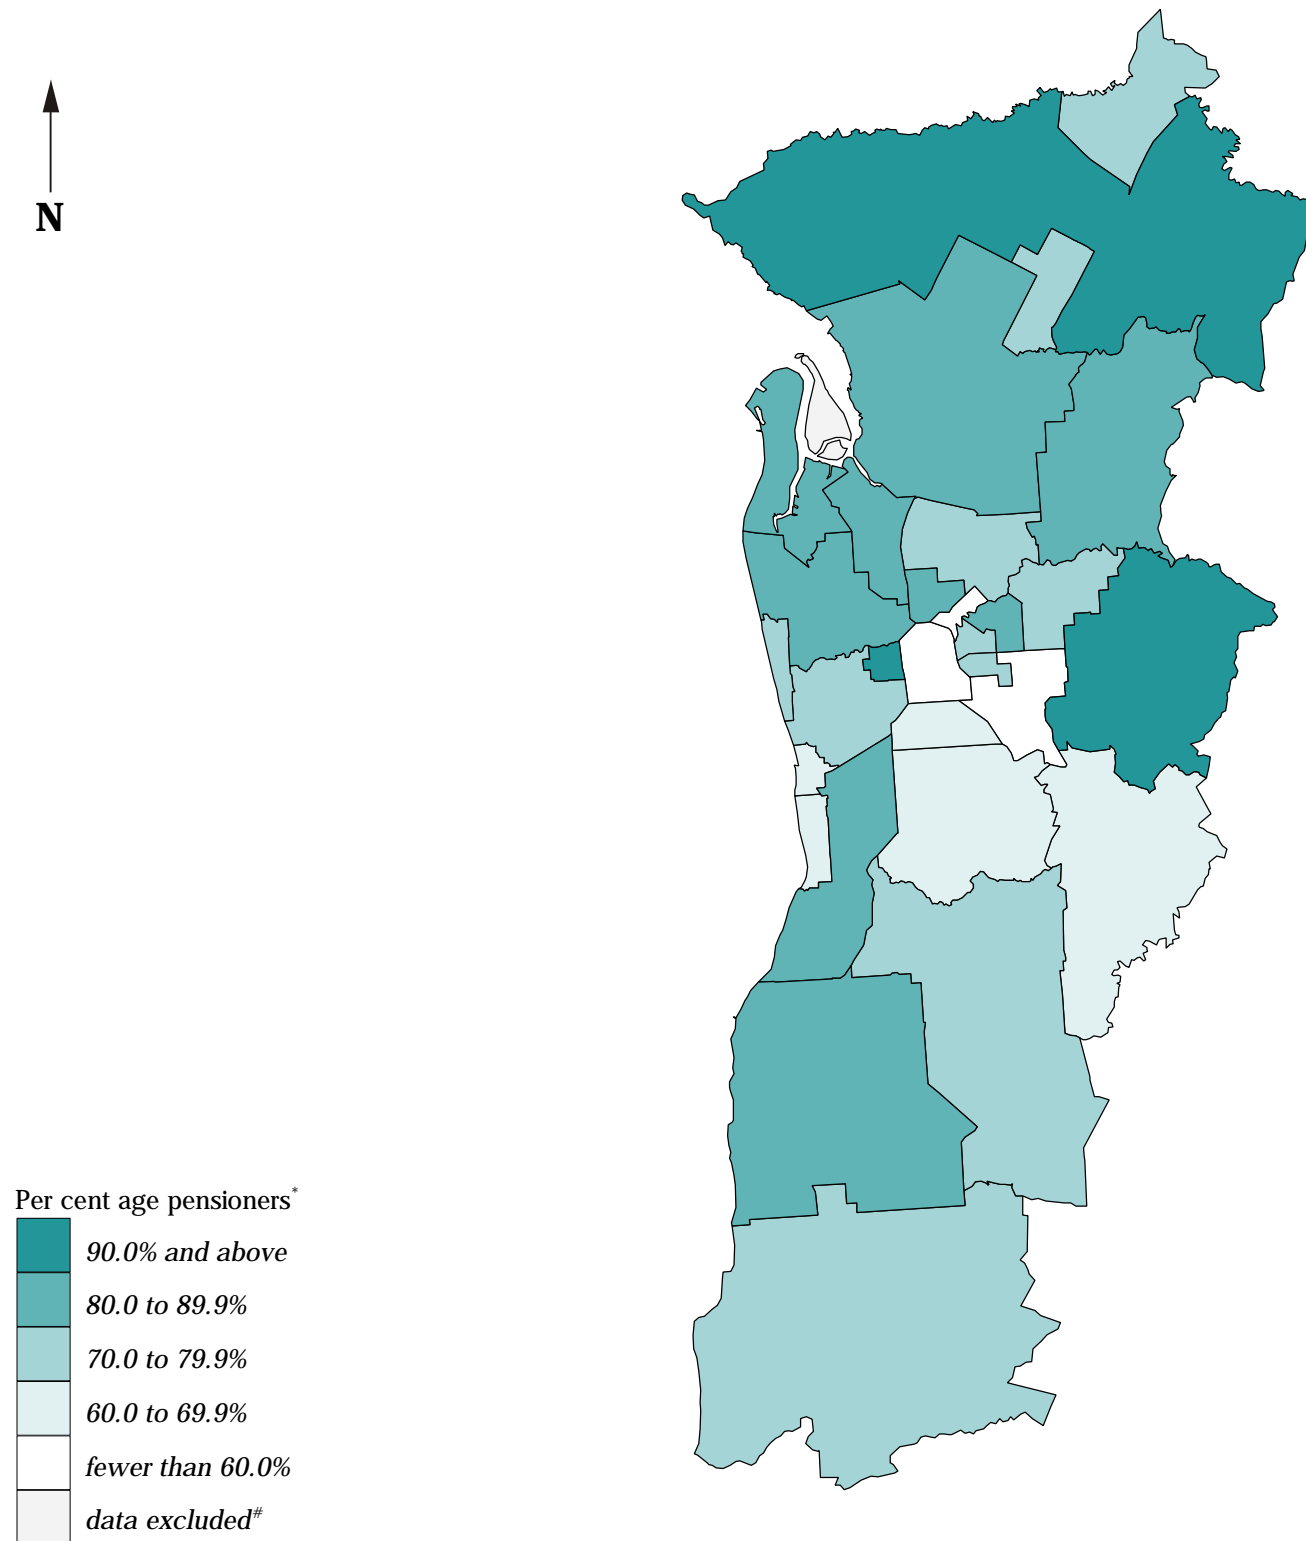 N
Per cent age pensioners*
90.0% and above
80.0 to 89.9%
70.0 to 79.9%
60.0 to 69.9%
fewer than 60.0%
data excluded#